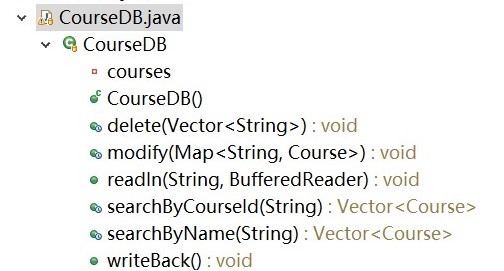 CourseDB.java
CourseDB
courses
CourseDB()
delete(Vector<String>) : void
modify(Map<String, Course>) : void
readIn(String, BufferedReader) : void
searchByCourseId(String) : Vector<Course>
searchByName(String) : Vector<Course>
writeBack() : void